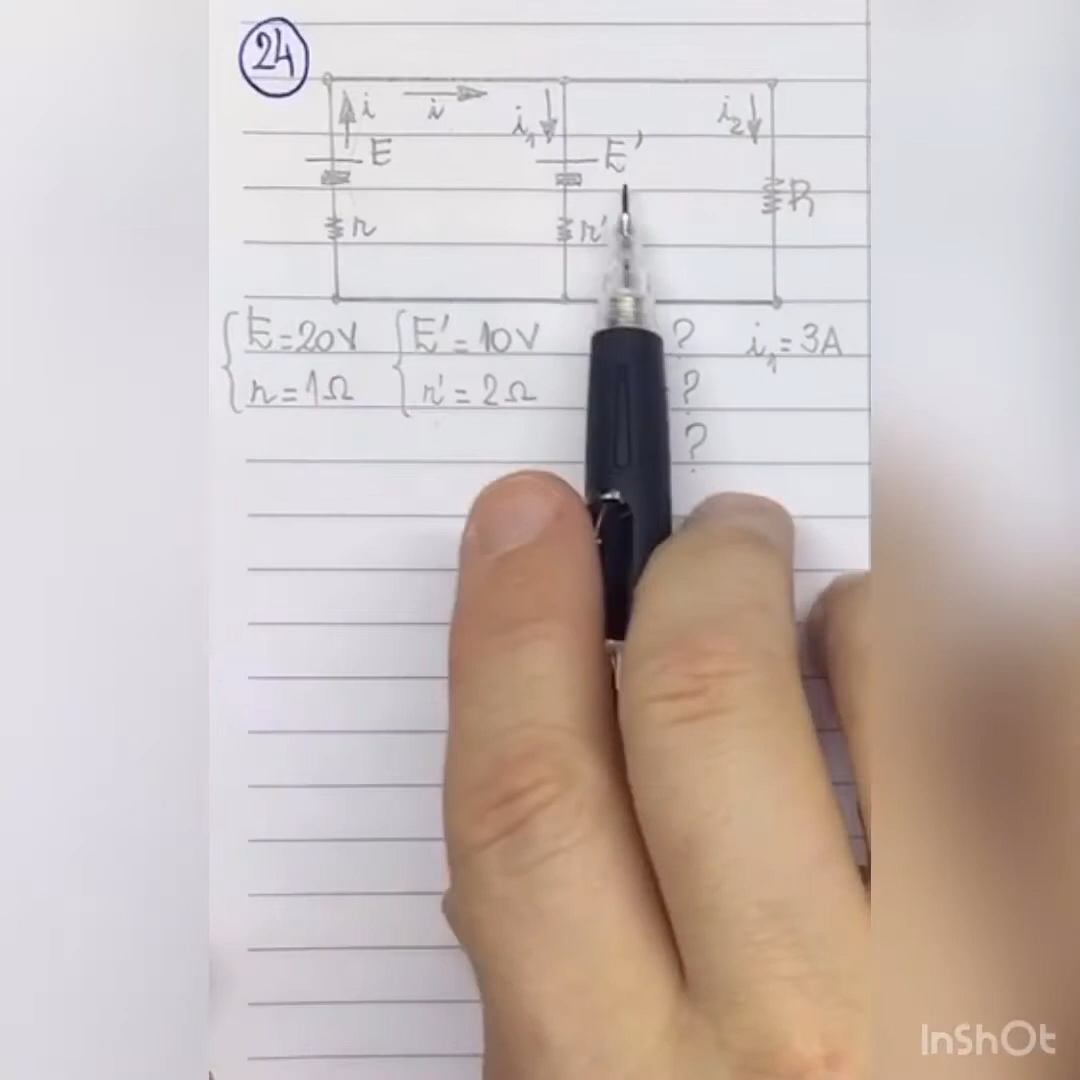 24
i i i₁ i₂
E E' R
r r'
E = 20V E' = 10V ? i₁ = 3A
r = 1Ω r' = 2Ω ?
?
InShOt